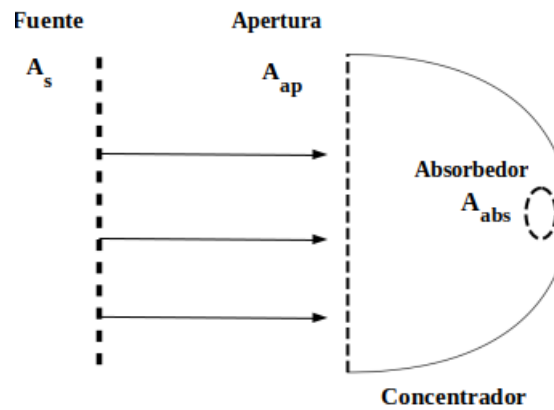 Fuente
Apertura
A_s
A_ap
Absorbedor
A_abs
Concentrador